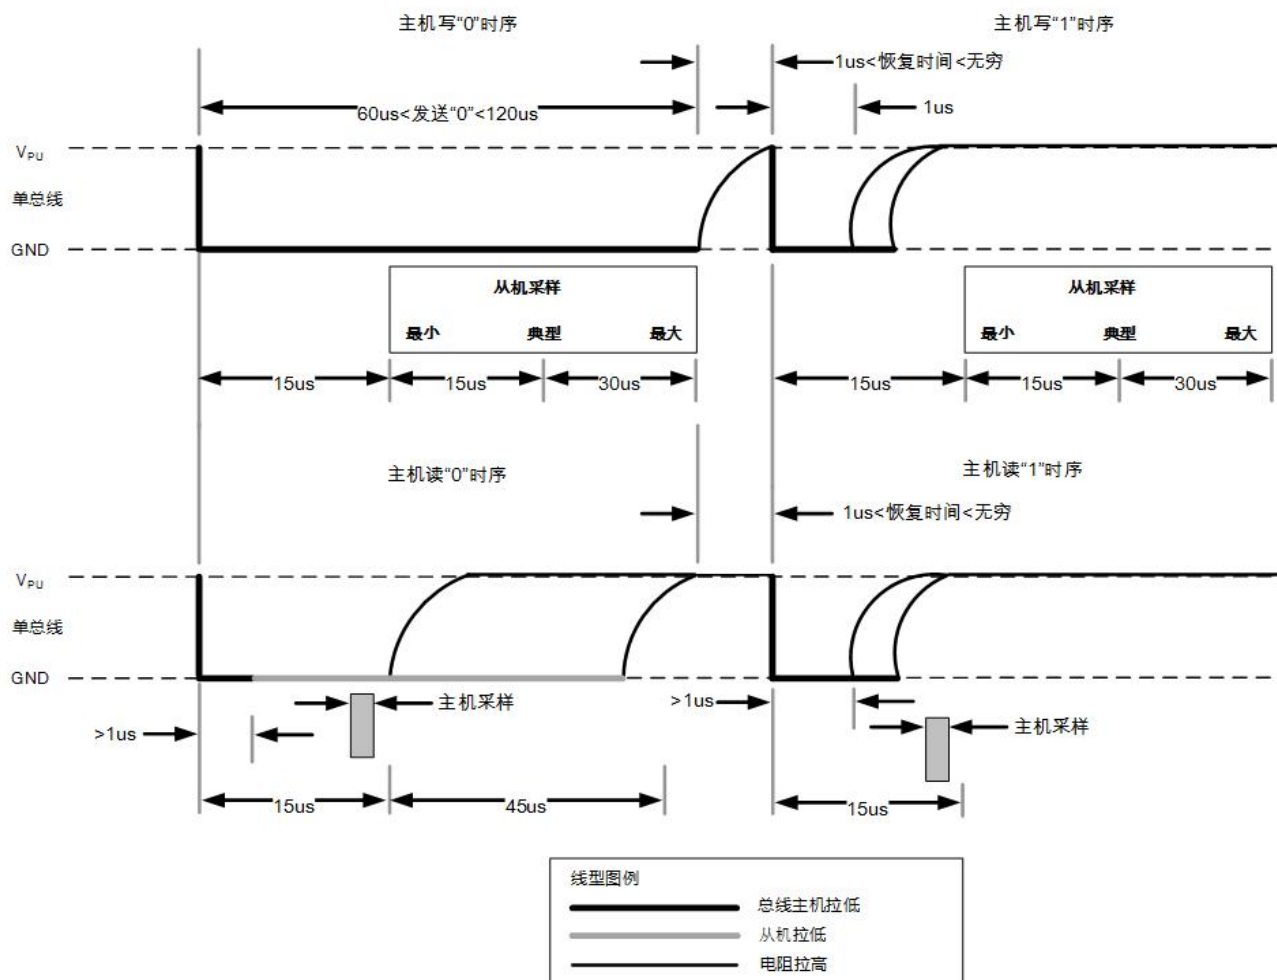 主机写“0”时序
主机写“1”时序
1us<恢复时间<无穷
60us<发送“0”<120us
1us
VPU
单总线
GND
从机采样
最小 典型 最大
从机采样
最小 典型 最大
15us 15us 30us
15us 15us 30us
主机读“0”时序
主机读“1”时序
1us<恢复时间<无穷
VPU
单总线
GND
主机采样
>1us
>1us
主机采样
15us 45us
15us
线型图例
总线主机拉低
从机拉低
电阻拉高